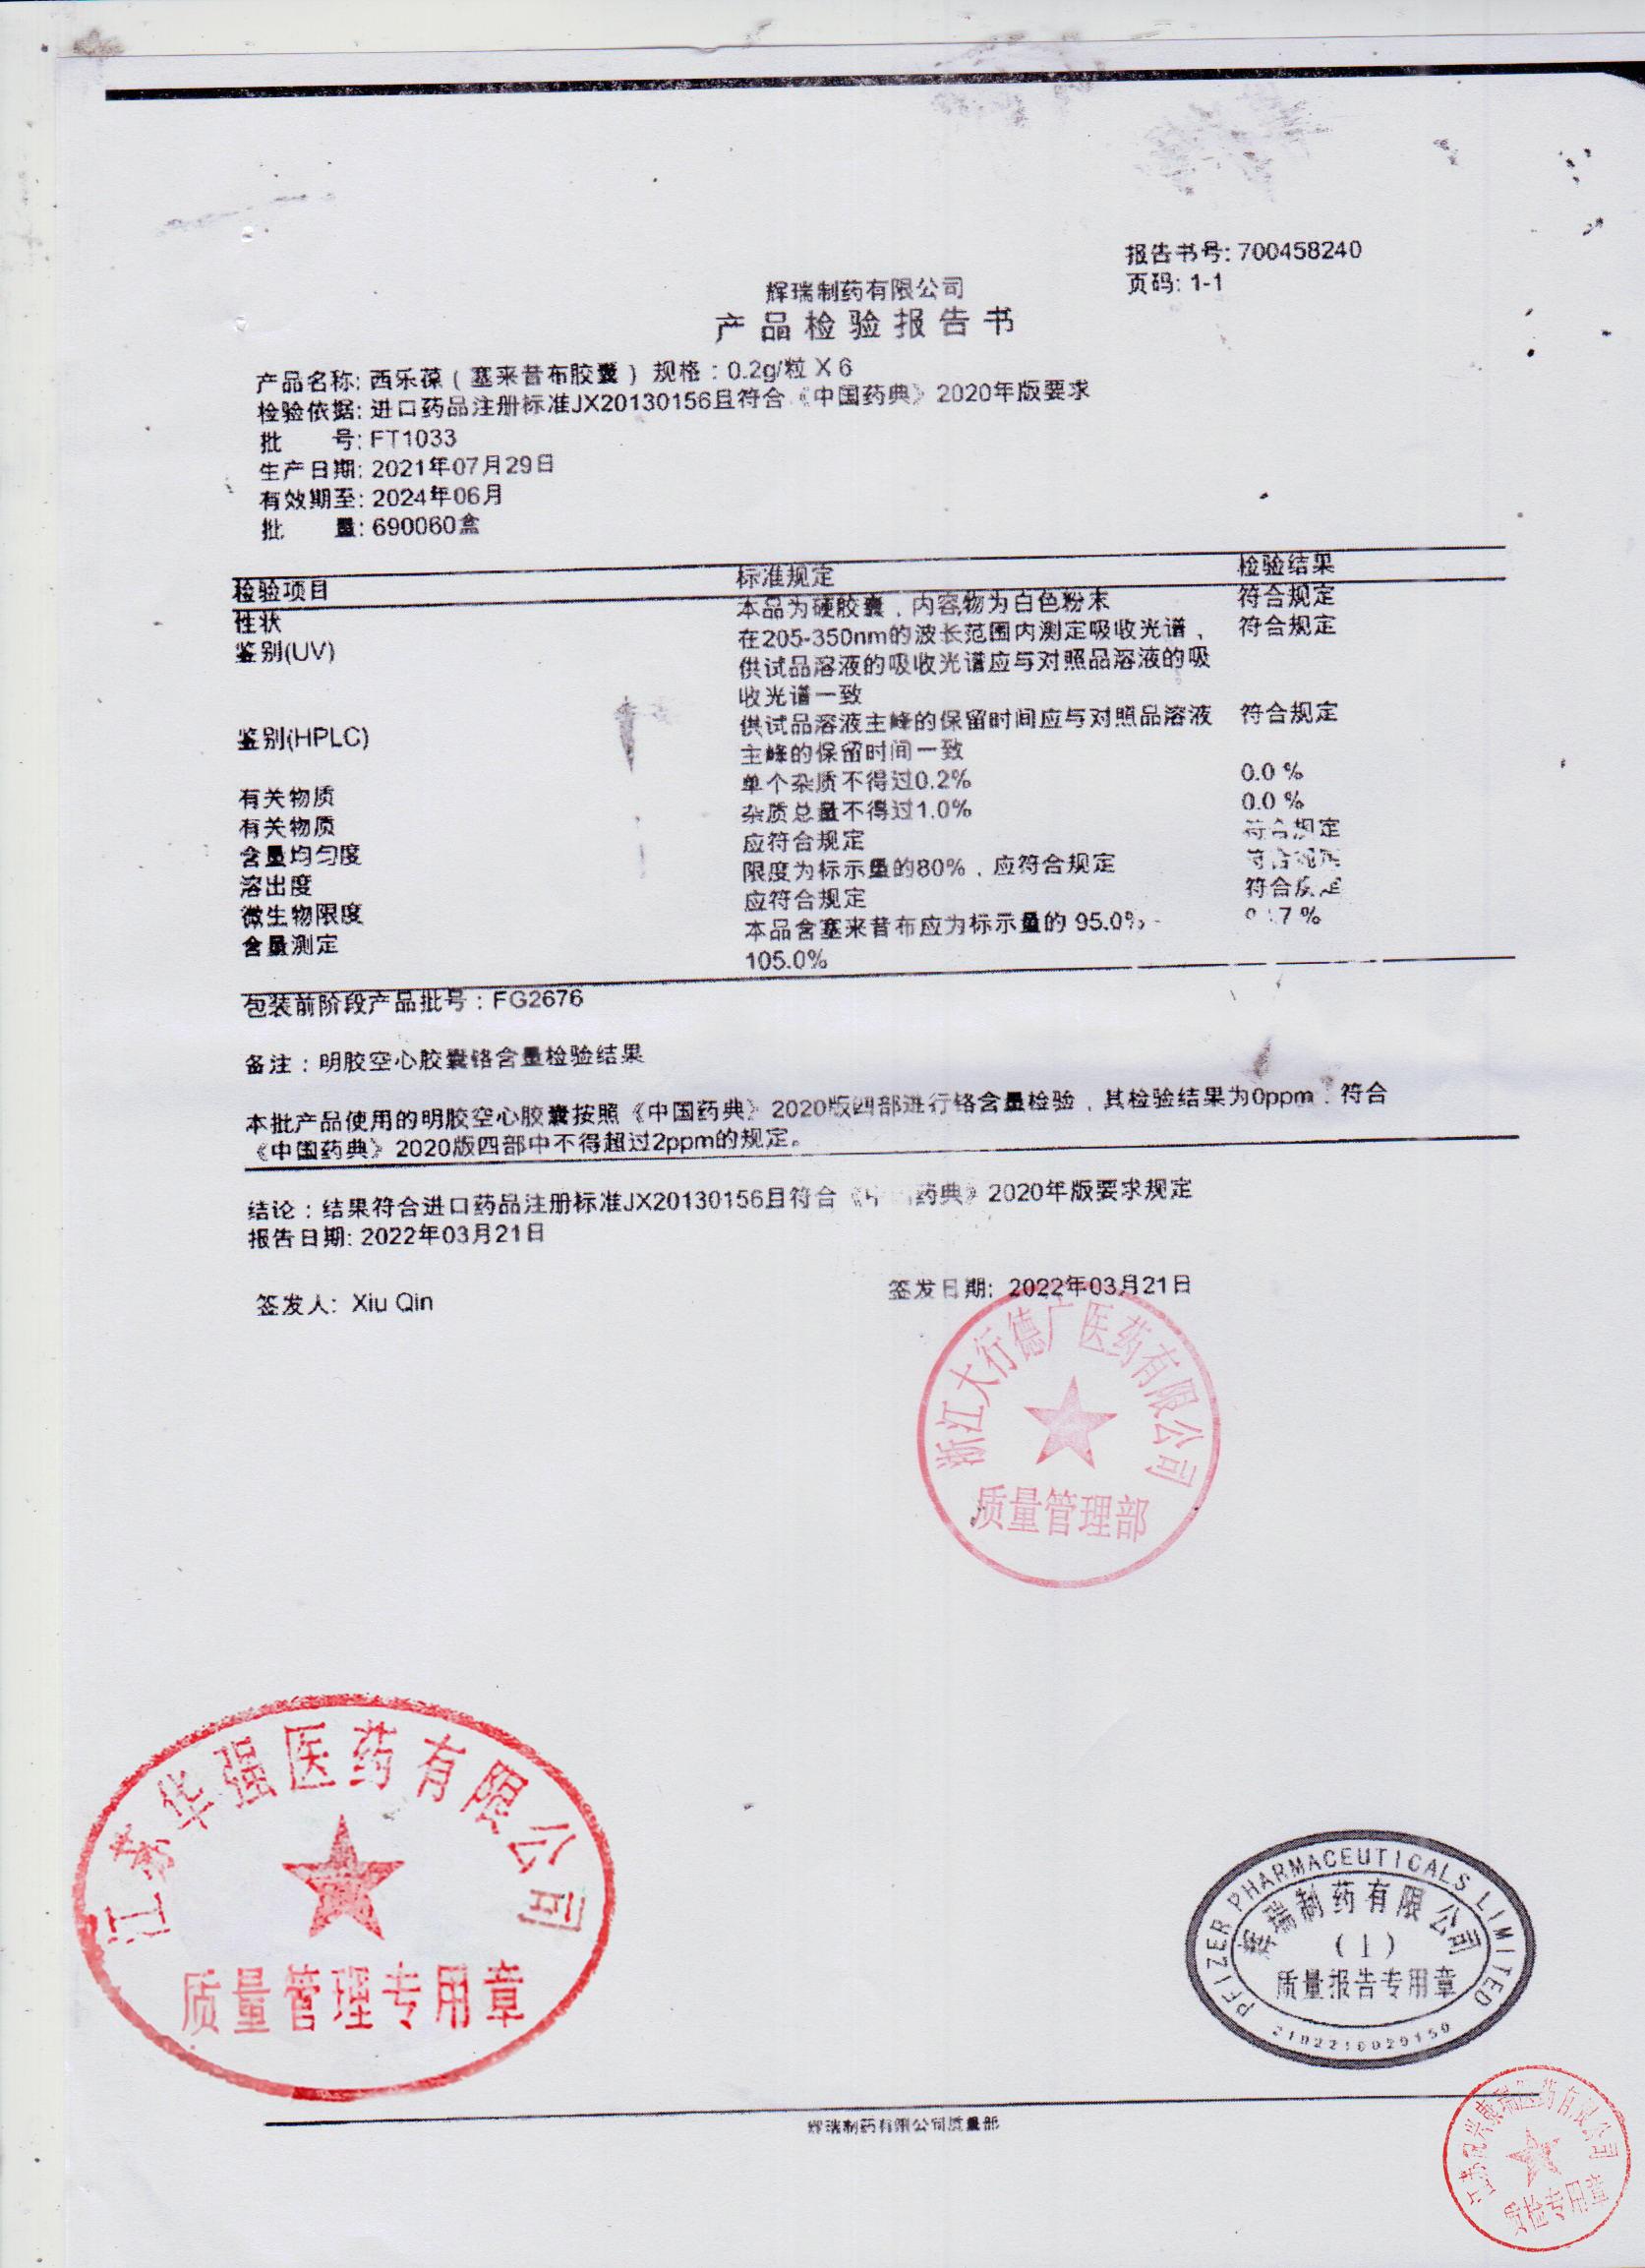 报告书号: 700458240
页码: 1-1
辉瑞制药有限公司
产品检验报告书
产品名称: 西乐葆（塞来昔布胶囊）规格：0.2g/粒 X 6
检验依据: 进口药品注册标准JX20130156且符合《中国药典》2020年版要求
批 号: FT1033
生产日期: 2021年07月29日
有效期至: 2024年06月
批 量: 690060盒
检验项目 标准规定 检验结果
性状 本品为硬胶囊，内容物为白色粉末 符合规定
鉴别(UV) 在205-350nm的波长范围内测定吸收光谱， 符合规定
供试品溶液的吸收光谱应与对照品溶液的吸
收光谱一致
鉴别(HPLC) 供试品溶液主峰的保留时间应与对照品溶液 符合规定
主峰的保留时间一致
有关物质 单个杂质不得过0.2% 0.0 %
有关物质 杂质总量不得过1.0% 0.0 %
含量均匀度 应符合规定 符合规定
溶出度 限度为标示量的80%，应符合规定 符合规定
微生物限度 应符合规定 符合规定
含量测定 本品含塞来昔布应为标示量的 95.0% -
105.0%
包装前阶段产品批号：FG2676
备注：明胶空心胶囊铬含量检验结果
本批产品使用的明胶空心胶囊按照《中国药典》2020版四部进行铬含量检验，其检验结果为0ppm．符合
《中国药典》2020版四部中不得超过2ppm的规定。
结论：结果符合进口药品注册标准JX20130156且符合《中国药典》2020年版要求规定
报告日期: 2022年03月21日
签发人: Xiu Qin 签发日期: 2022年03月21日
浙江大行德广医药有限公司
质量管理部
江苏华强医药有限公司
质量管理专用章
PFIZER PHARMACEUTICALS LIMITED
辉瑞制药有限公司
(1)
质量报告专用章
辉瑞制药有限公司质量部